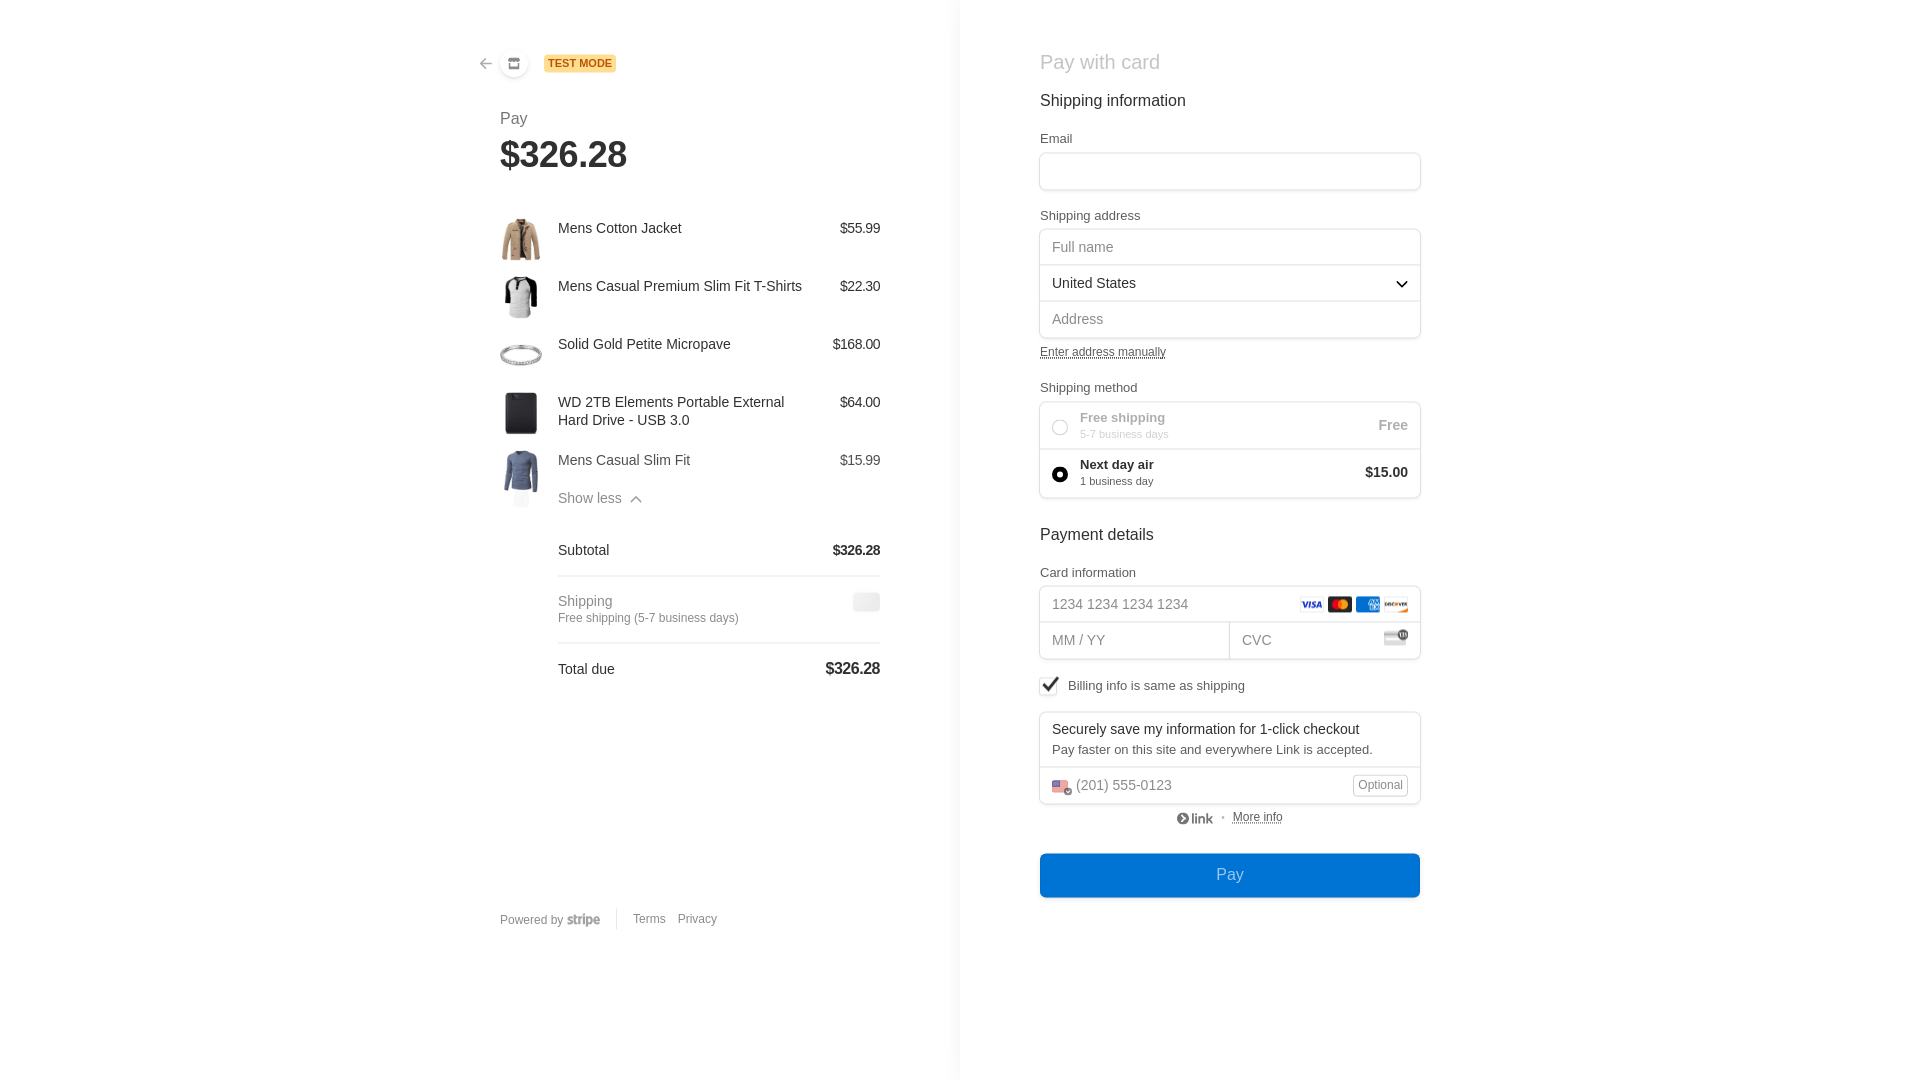 TEST MODE
Pay
$326.28
Mens Cotton Jacket $55.99
Mens Casual Premium Slim Fit T-Shirts $22.30
Solid Gold Petite Micropave $168.00
WD 2TB Elements Portable External $64.00
Hard Drive - USB 3.0
Mens Casual Slim Fit $15.99
Show less
Subtotal $326.28
Shipping
Free shipping (5-7 business days)
Total due $326.28
Powered by stripe Terms Privacy
Pay with card
Shipping information
Email
Shipping address
Full name
United States
Address
Enter address manually
Shipping method
Free shipping Free
5-7 business days
Next day air $15.00
1 business day
Payment details
Card information
1234 1234 1234 1234 VISA AMEX DISCOVER
MM / YY CVC
Billing info is same as shipping
Securely save my information for 1-click checkout
Pay faster on this site and everywhere Link is accepted.
(201) 555-0123 Optional
link • More info
Pay